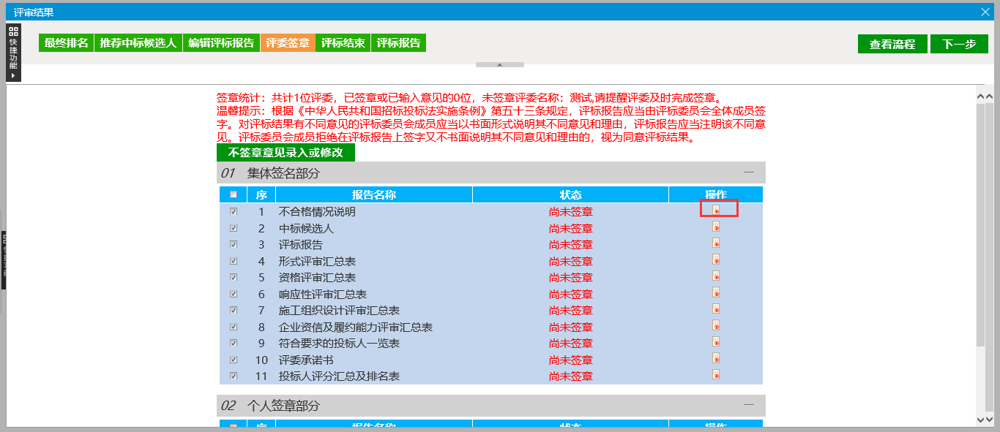 评审结果
快捷功能
最终排名 推荐中标候选人 编辑评标报告 评委签章 评标结束 评标报告
查看流程 下一步
签章统计：共计1位评委，已签章或已输入意见的0位，未签章评委名称：测试,请提醒评委及时完成签章。
温馨提示：根据《中华人民共和国招标投标法实施条例》第五十三条规定，评标报告应当由评标委员会全体成员签
字。对评标结果有不同意见的评标委员会成员应当以书面形式说明其不同意见和理由，评标报告应当注明该不同意
见。评标委员会成员拒绝在评标报告上签字又不书面说明其不同意见和理由的，视为同意评标结果。
不签章意见录入或修改
01 集体签名部分
序 报告名称 状态 操作
1 不合格情况说明 尚未签章
2 中标候选人 尚未签章
3 评标报告 尚未签章
4 形式评审汇总表 尚未签章
5 资格评审汇总表 尚未签章
6 响应性评审汇总表 尚未签章
7 施工组织设计评审汇总表 尚未签章
8 企业资信及履约能力评审汇总表 尚未签章
9 符合要求的投标人一览表 尚未签章
10 评委承诺书 尚未签章
11 投标人评分汇总及排名表 尚未签章
02 个人签章部分
序 报告名称 状态 操作